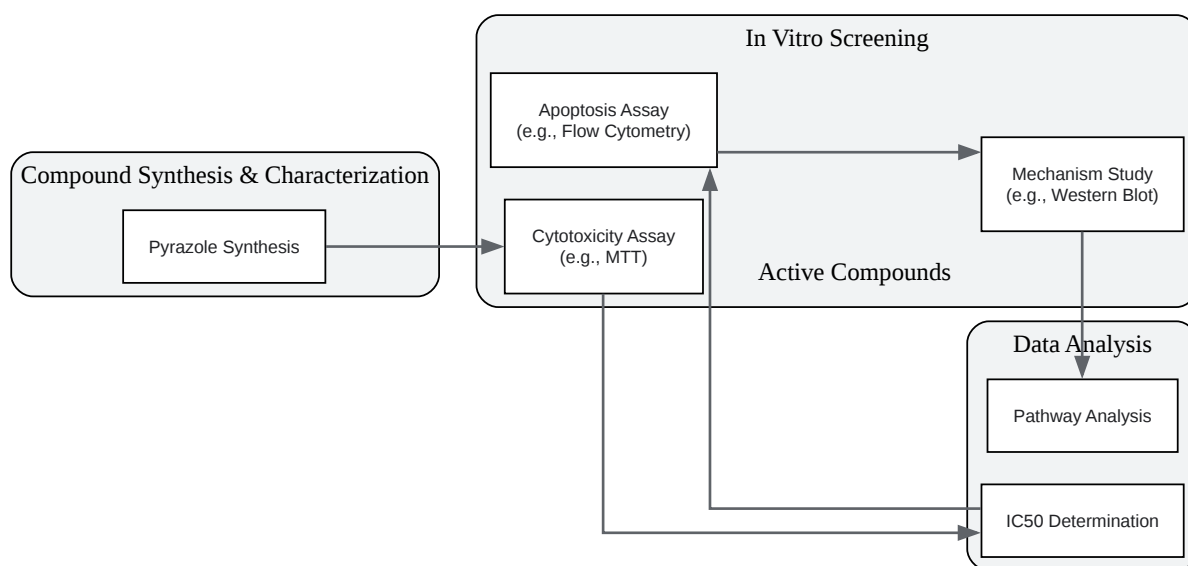 In Vitro Screening
Apoptosis Assay
(e.g., Flow Cytometry)
Compound Synthesis & Characterization
Mechanism Study
(e.g., Western Blot)
Pyrazole Synthesis
Cytotoxicity Assay
(e.g., MTT)
Active Compounds
Data Analysis
Pathway Analysis
IC50 Determination